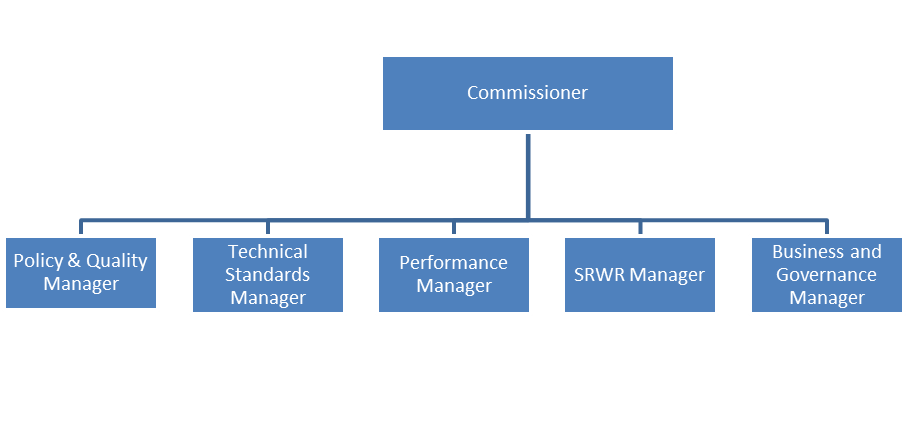 Commissioner
Policy & Quality
Manager
Technical
Standards
Manager
Performance
Manager
SRWR Manager
Business and
Governance
Manager